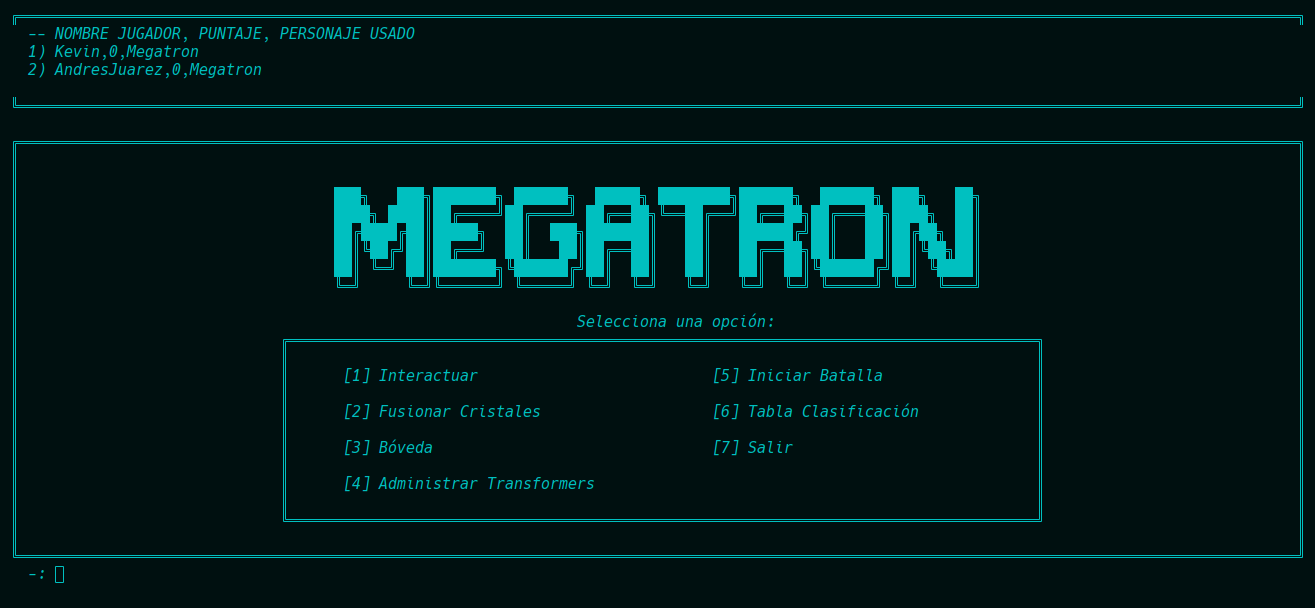 -- NOMBRE JUGADOR, PUNTAJE, PERSONAJE USADO
1) Kevin,0,Megatron
2) AndresJuarez,0,Megatron
MEGATRON
Selecciona una opción:
[1] Interactuar
[2] Fusionar Cristales
[3] Bóveda
[4] Administrar Transformers
[5] Iniciar Batalla
[6] Tabla Clasificación
[7] Salir
-: